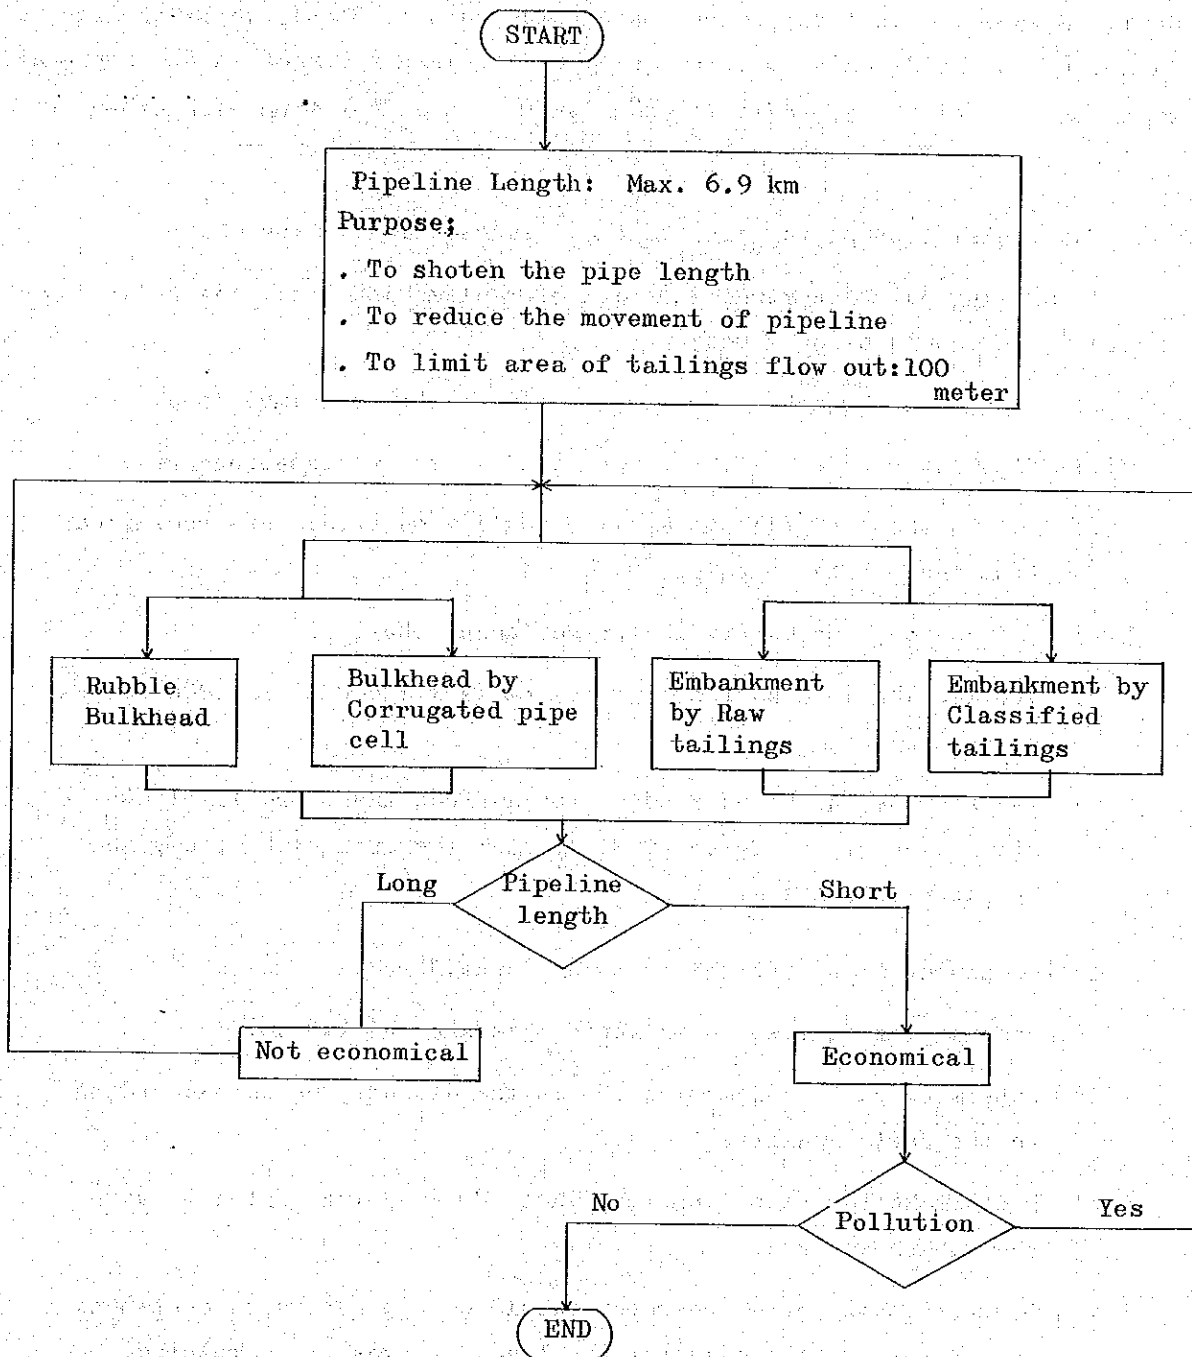 START
Pipeline Length: Max. 6.9 km
Purpose;
. To shoten the pipe length
. To reduce the movement of pipeline
. To limit area of tailings flow out:100
meter
Rubble
Bulkhead
Bulkhead by
Corrugated pipe
cell
Embankment
by Raw
tailings
Embankment by
Classified
tailings
Long
Pipeline
length
Short
Not economical
Economical
No
Pollution
Yes
END